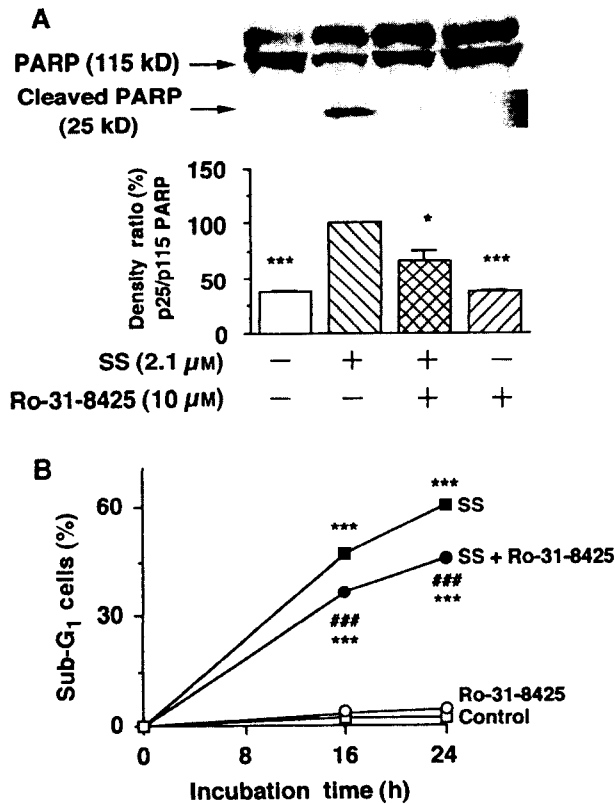 A
PARP (115 kD)
Cleaved PARP
(25 kD)
Density ratio (%)
p25/p115 PARP
150
100
50
0
***
*
***
SS (2.1 µM) − + + −
Ro-31-8425 (10 µM) − − + +
B
Sub-G1 cells (%)
60
30
0
***
***
SS
SS + Ro-31-8425
###
***
###
***
Ro-31-8425
Control
0 8 16 24
Incubation time (h)